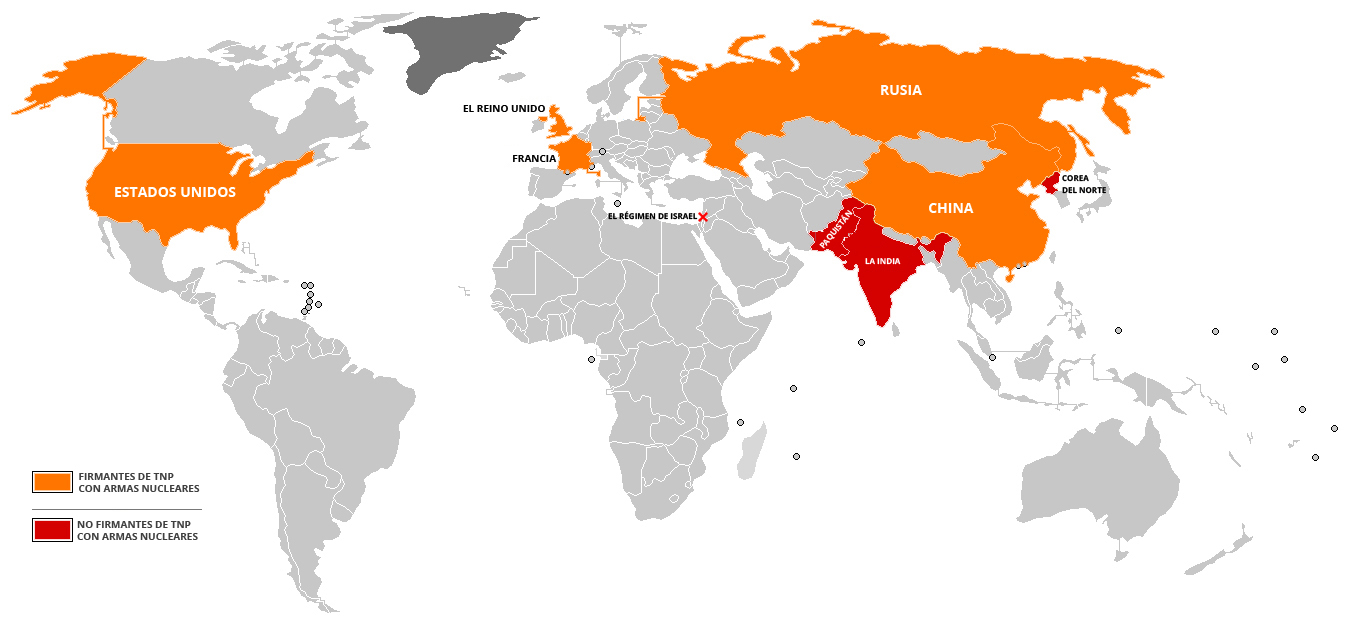 RUSIA
EL REINO UNIDO
FRANCIA
ESTADOS UNIDOS
COREA
DEL NORTE
CHINA
EL RÉGIMEN DE ISRAEL
PAQUISTÁN
LA INDIA
FIRMANTES DE TNP
CON ARMAS NUCLEARES
NO FIRMANTES DE TNP
CON ARMAS NUCLEARES